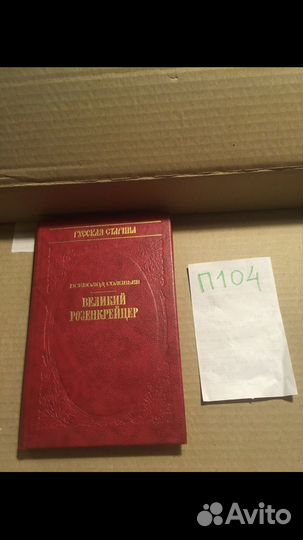 РУССКАЯ СТАРИНА
ВСЕВОЛОД СОЛОВЬЕВ
ВЕЛИКИЙ
РОЗЕНКРЕЙЦЕР
П104
Avito